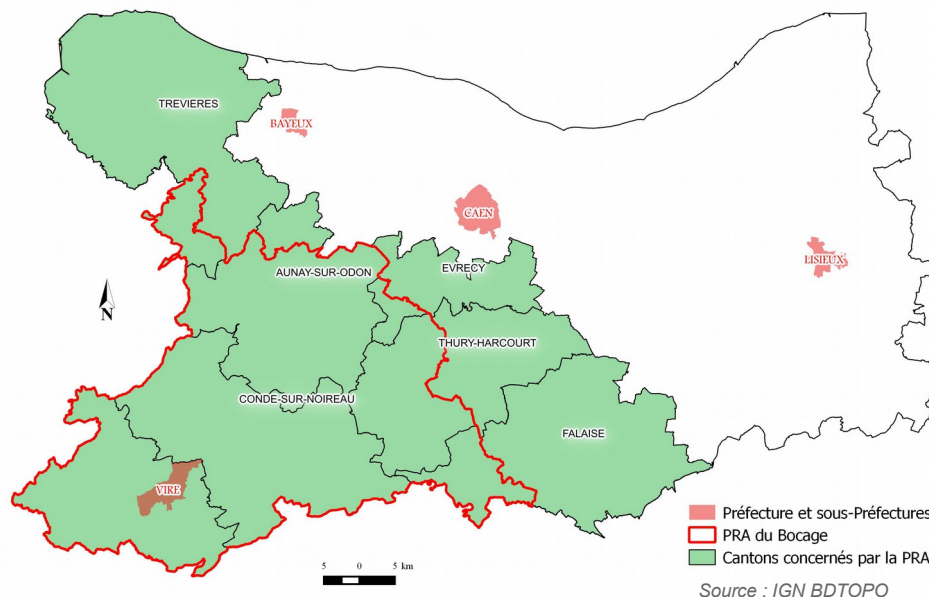 TREVIERES
BAYEUX
CAEN
LISIEUX
AUNAY-SUR-ODON
EVRECY
N
THURY-HARCOURT
CONDE-SUR-NOIREAU
FALAISE
VIRE
Préfecture et sous-Préfectures
PRA du Bocage
Cantons concernés par la PRA
5 0 5 km
Source : IGN BDTOPO